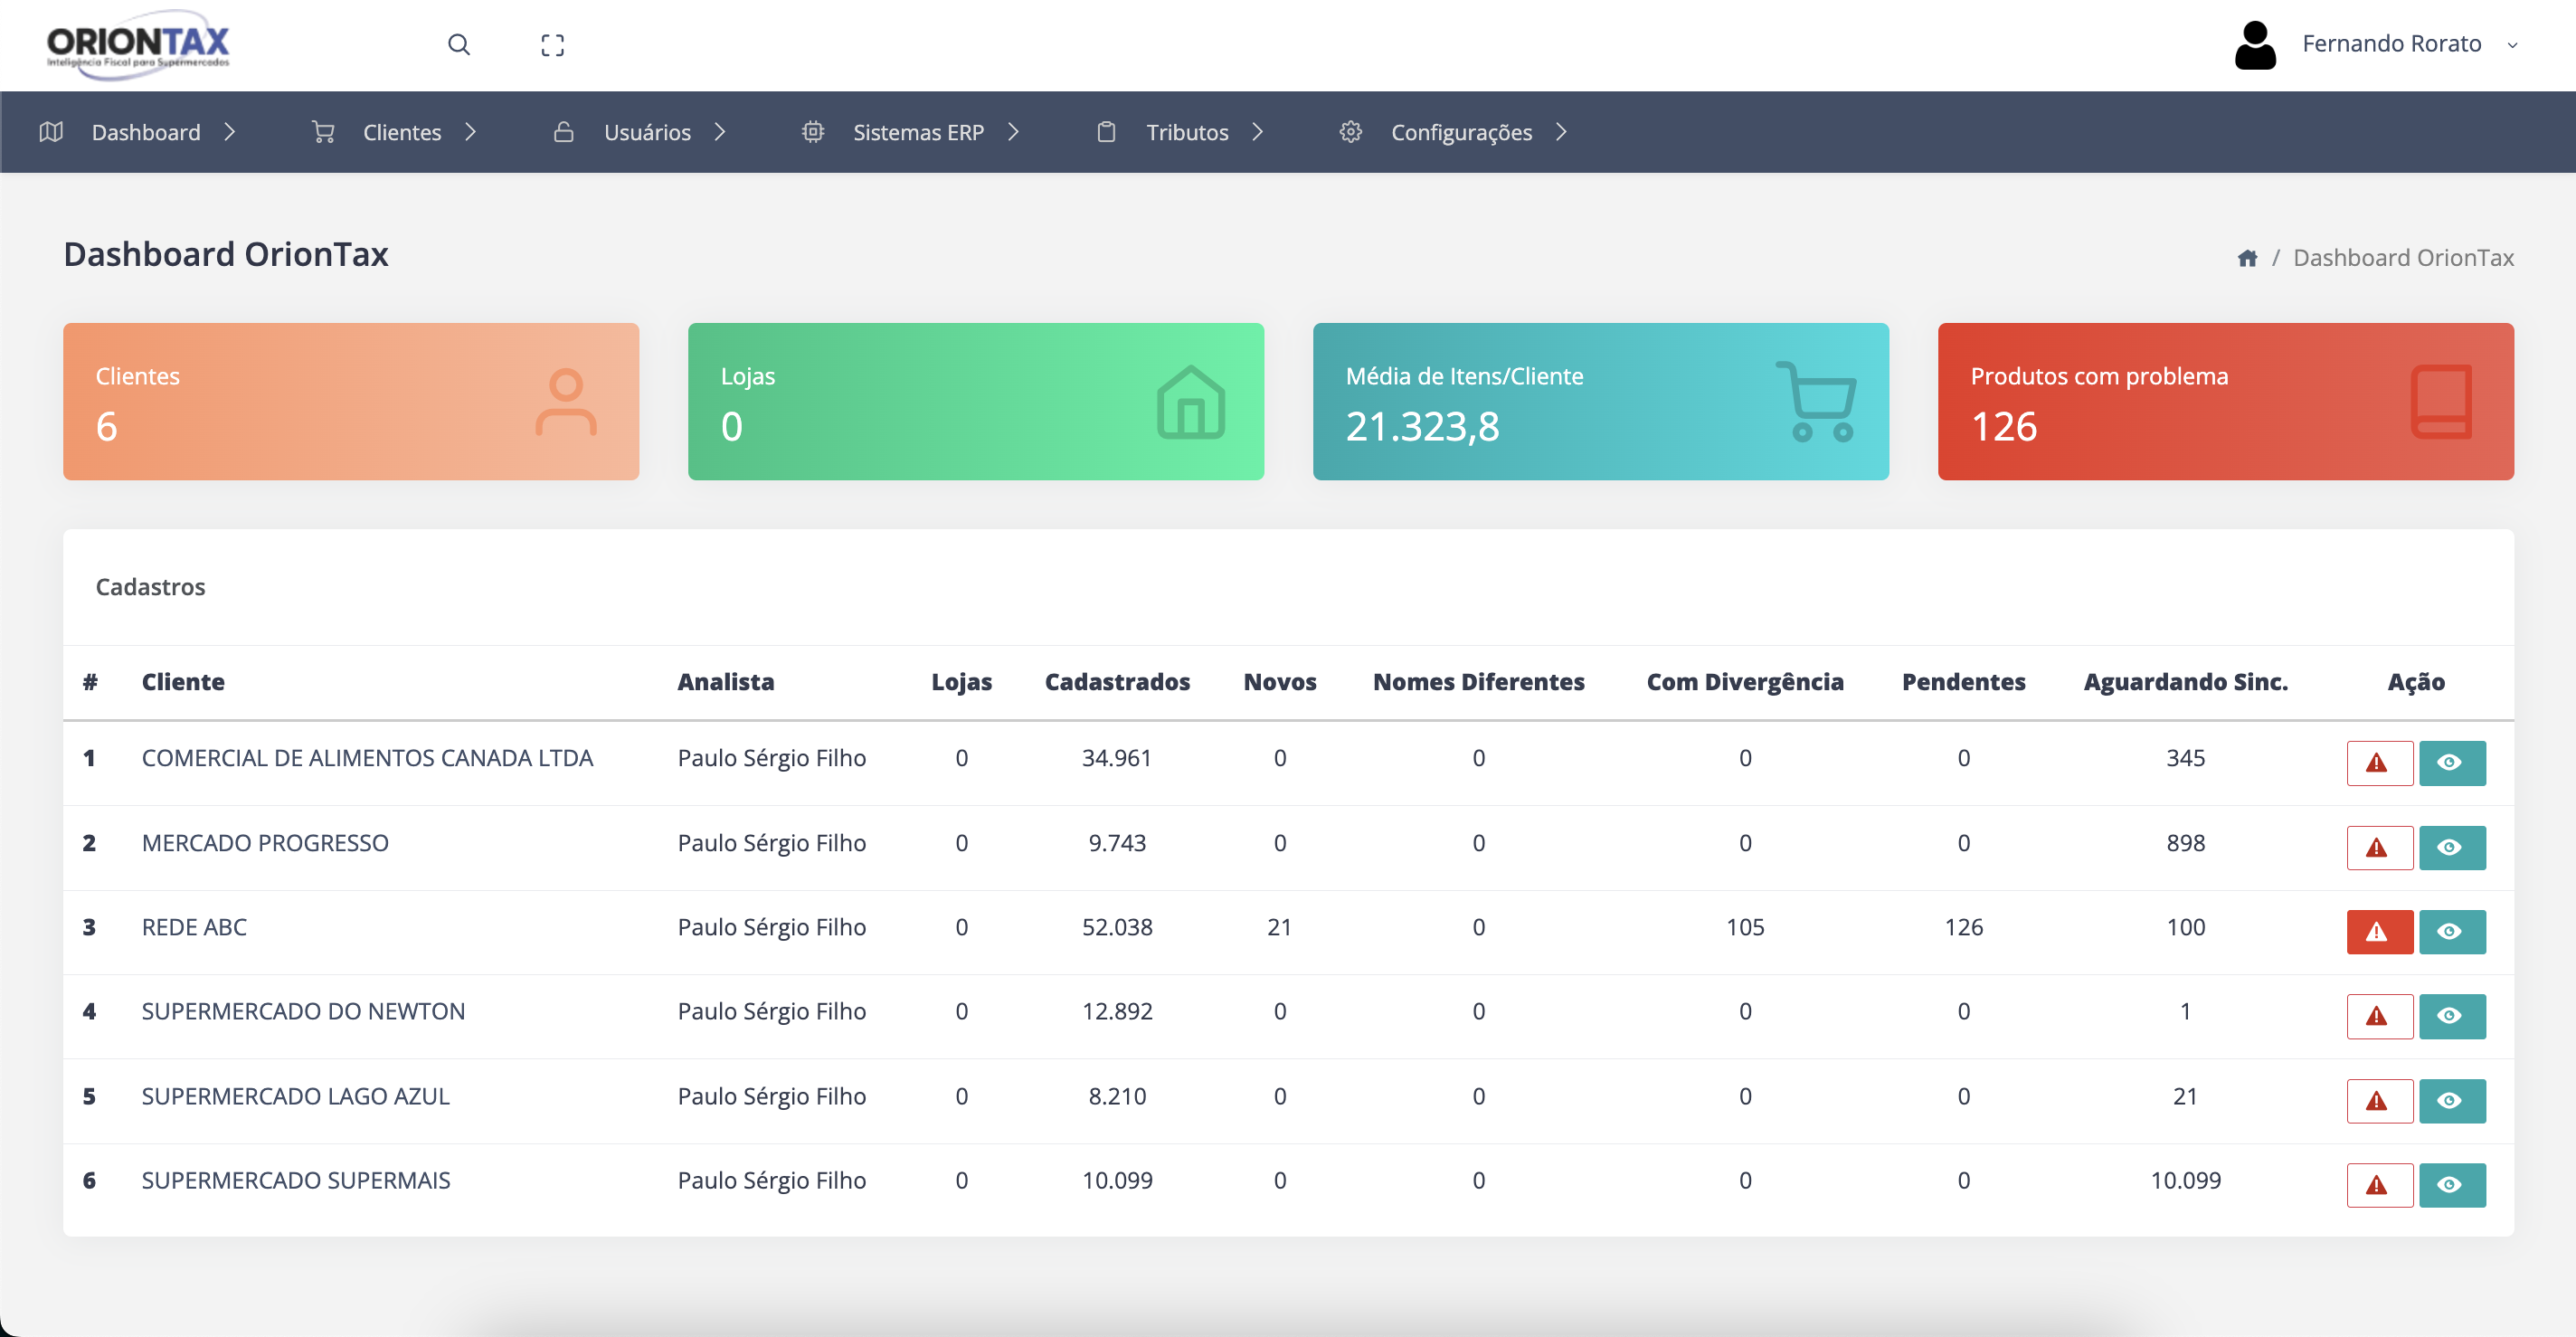 ORIONTAX
Inteligência Fiscal para Supermercados
Fernando Rorato
Dashboard Clientes Usuários Sistemas ERP Tributos Configurações
Dashboard OrionTax
/ Dashboard OrionTax
Clientes
6
Lojas
0
Média de Itens/Cliente
21.323,8
Produtos com problema
126
Cadastros
# Cliente Analista Lojas Cadastrados Novos Nomes Diferentes Com Divergência Pendentes Aguardando Sinc. Ação
1 COMERCIAL DE ALIMENTOS CANADA LTDA Paulo Sérgio Filho 0 34.961 0 0 0 0 345
2 MERCADO PROGRESSO Paulo Sérgio Filho 0 9.743 0 0 0 0 898
3 REDE ABC Paulo Sérgio Filho 0 52.038 21 0 105 126 100
4 SUPERMERCADO DO NEWTON Paulo Sérgio Filho 0 12.892 0 0 0 0 1
5 SUPERMERCADO LAGO AZUL Paulo Sérgio Filho 0 8.210 0 0 0 0 21
6 SUPERMERCADO SUPERMAIS Paulo Sérgio Filho 0 10.099 0 0 0 0 10.099